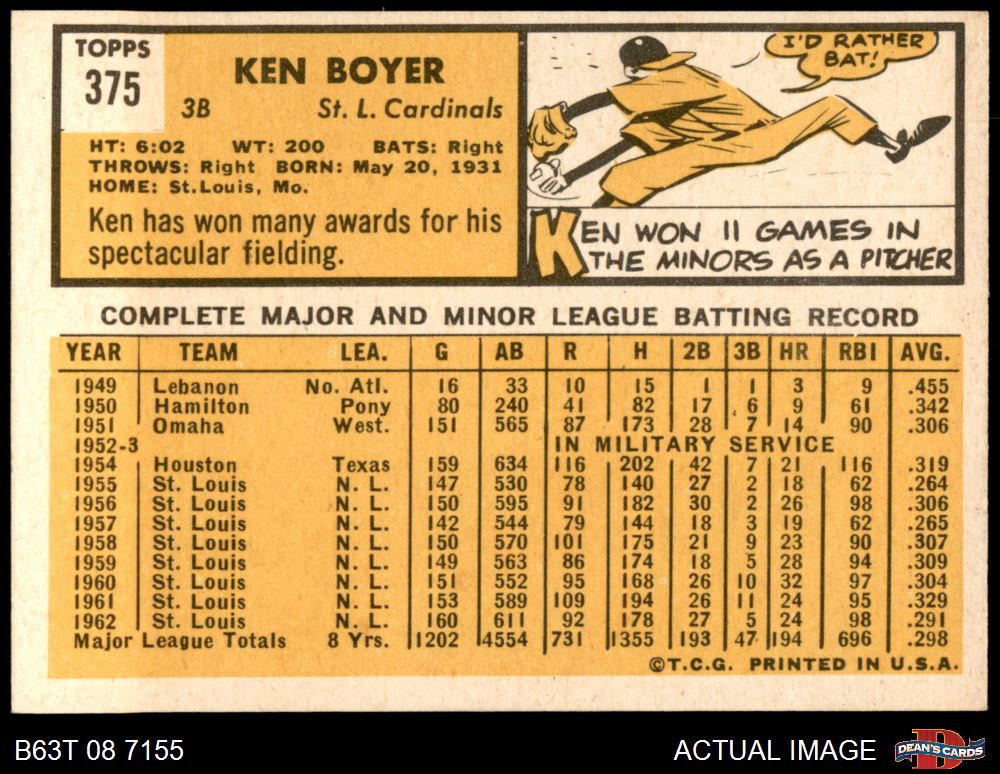 TOPPS
375
KEN BOYER
3B St. L. Cardinals
HT: 6:02 WT: 200 BATS: Right
THROWS: Right BORN: May 20, 1931
HOME: St.Louis, Mo.
Ken has won many awards for his
spectacular fielding.
I'D RATHER
BAT!
KEN WON 11 GAMES IN
THE MINORS AS A PITCHER
COMPLETE MAJOR AND MINOR LEAGUE BATTING RECORD
YEAR TEAM LEA. G AB R H 2B 3B HR RBI AVG.
1949 Lebanon No. Atl. 16 33 10 15 1 1 3 9 .455
1950 Hamilton Pony 80 240 41 82 17 6 9 61 .342
1951 Omaha West. 151 565 87 173 28 7 14 90 .306
1952-3 IN MILITARY SERVICE
1954 Houston Texas 159 634 116 202 42 7 21 116 .319
1955 St. Louis N. L. 147 530 78 140 27 2 18 62 .264
1956 St. Louis N. L. 150 595 91 182 30 2 26 98 .306
1957 St. Louis N. L. 142 544 79 144 18 3 19 62 .265
1958 St. Louis N. L. 150 570 101 175 21 9 23 90 .307
1959 St. Louis N. L. 149 563 86 174 18 5 28 94 .309
1960 St. Louis N. L. 151 552 95 168 26 10 32 97 .304
1961 St. Louis N. L. 153 589 109 194 26 11 24 95 .329
1962 St. Louis N. L. 160 611 92 178 27 5 24 98 .291
Major League Totals 8 Yrs. 1202 4554 731 1355 193 47 194 696 .298
©T.C.G. PRINTED IN U.S.A.
B63T 08 7155 ACTUAL IMAGE DEAN'S CARDS